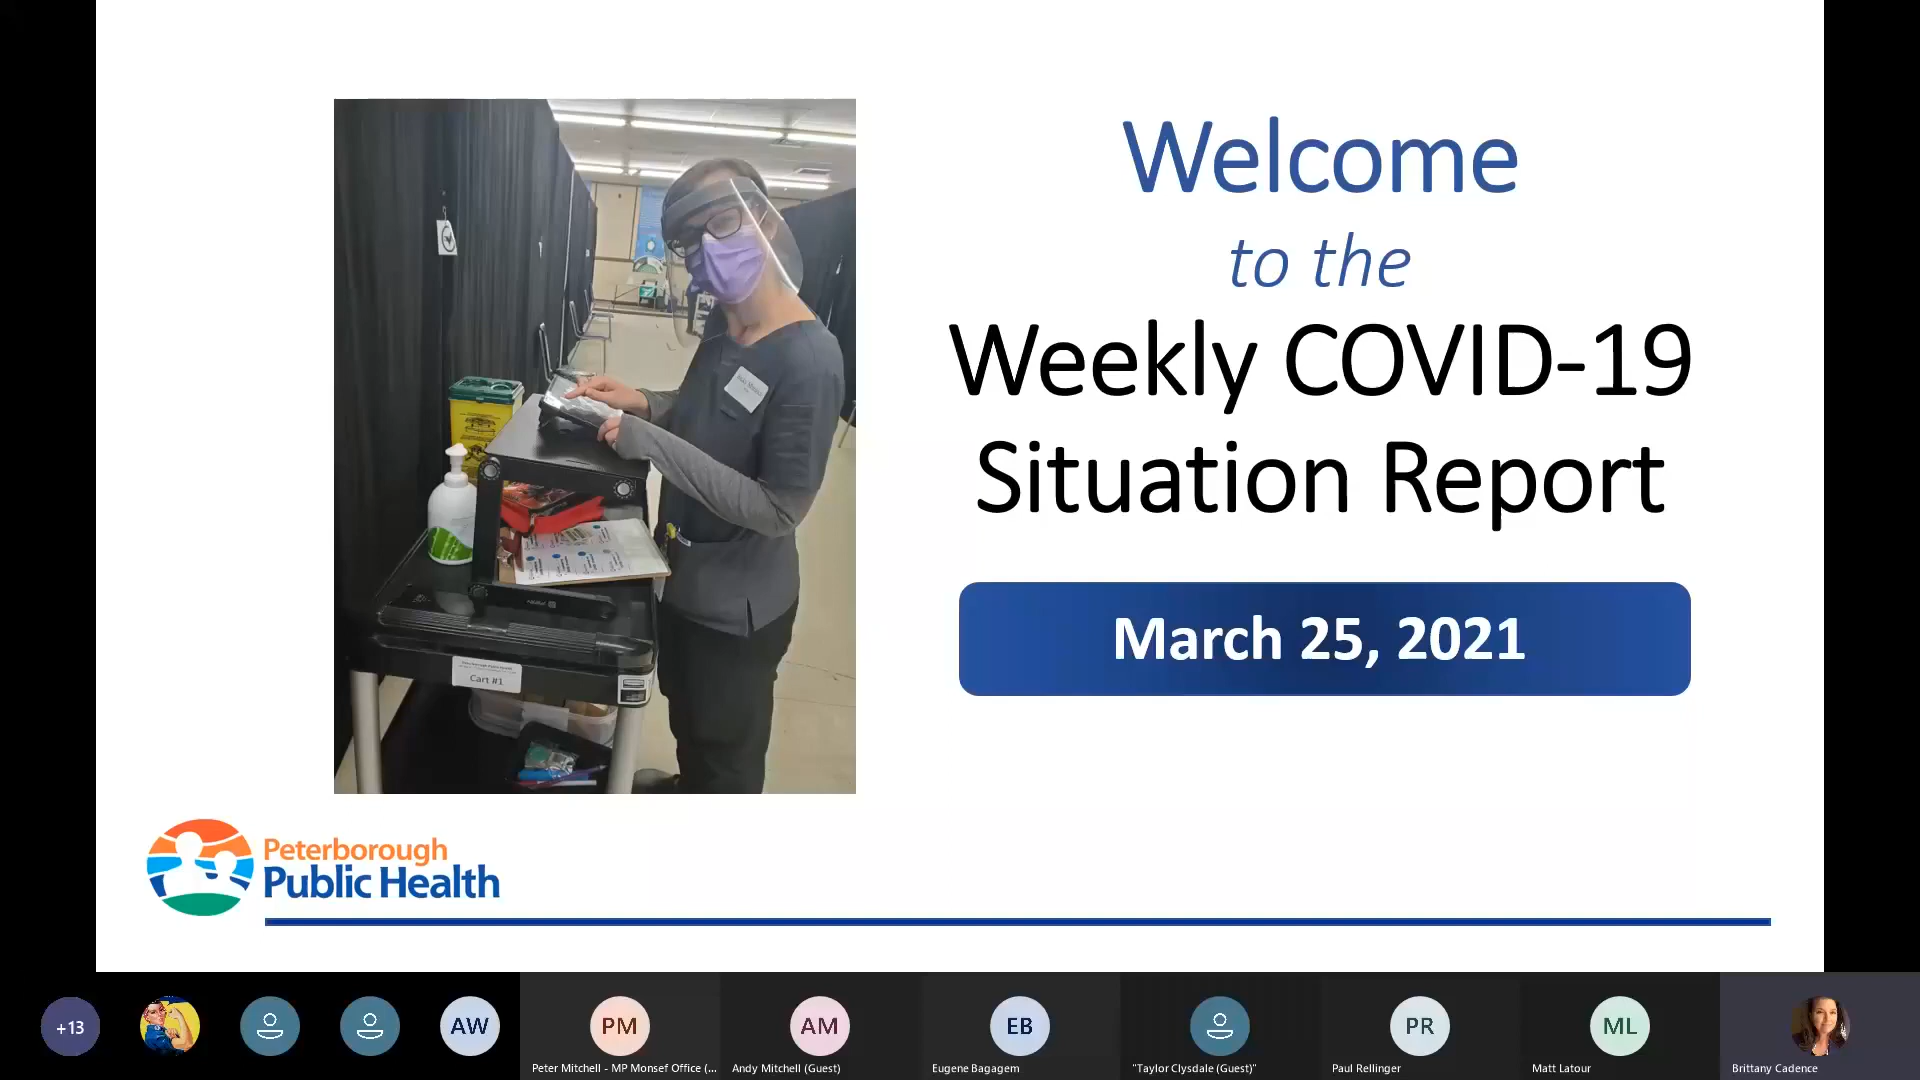 Welcome
to the
Weekly COVID-19
Situation Report
March 25, 2021
Cart #1
Peterborough
Public Health
+13
AW
PM
AM
EB
PR
ML
Peter Mitchell - MP Monsef Office (...
Andy Mitchell (Guest)
Eugene Bagagem
"Taylor Clysdale (Guest)"
Paul Rellinger
Matt Latour
Brittany Cadence